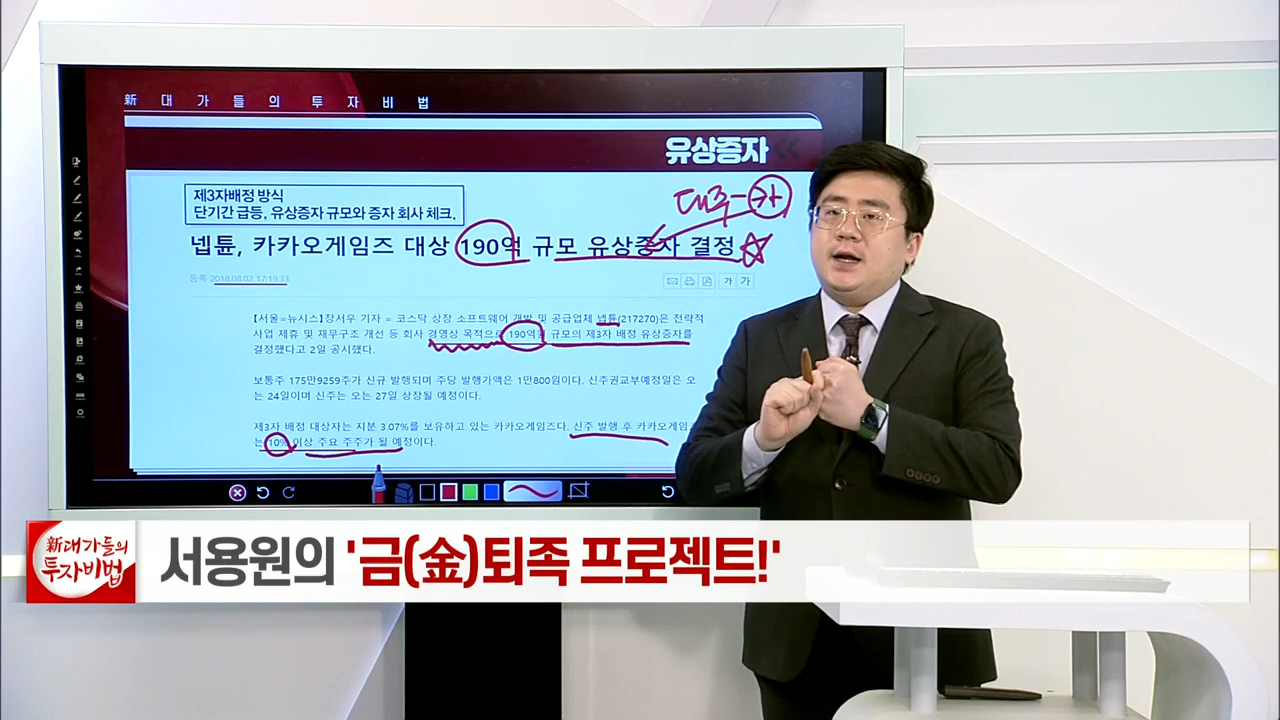 新 대 가 들 의 투 자 비 법
유상증자
제3자배정 방식
단기간 급등, 유상증자 규모와 증자 회사 체크.
넵튠, 카카오게임즈 대상 190억 규모 유상증자 결정
등록 2018.08.02 17:19:33
가 가
【서울=뉴시스】장서우 기자 = 코스닥 상장 소프트웨어 개발 및 공급업체 넵튠(217270)은 전략적
사업 제휴 및 재무구조 개선 등 회사 경영상 목적으로 190억원 규모의 제3자 배정 유상증자를
결정했다고 2일 공시했다.
보통주 175만9259주가 신규 발행되며 주당 발행가액은 1만800원이다. 신주권교부예정일은 오
는 24일이며 신주는 오는 27일 상장될 예정이다.
제3자 배정 대상자는 지분 3.07%를 보유하고 있는 카카오게임즈다. 신주 발행 후 카카오게임
는 10% 이상 주요 주주가 될 예정이다.
新대가들의
투자비법
서용원의 '금(金)퇴족 프로젝트!'